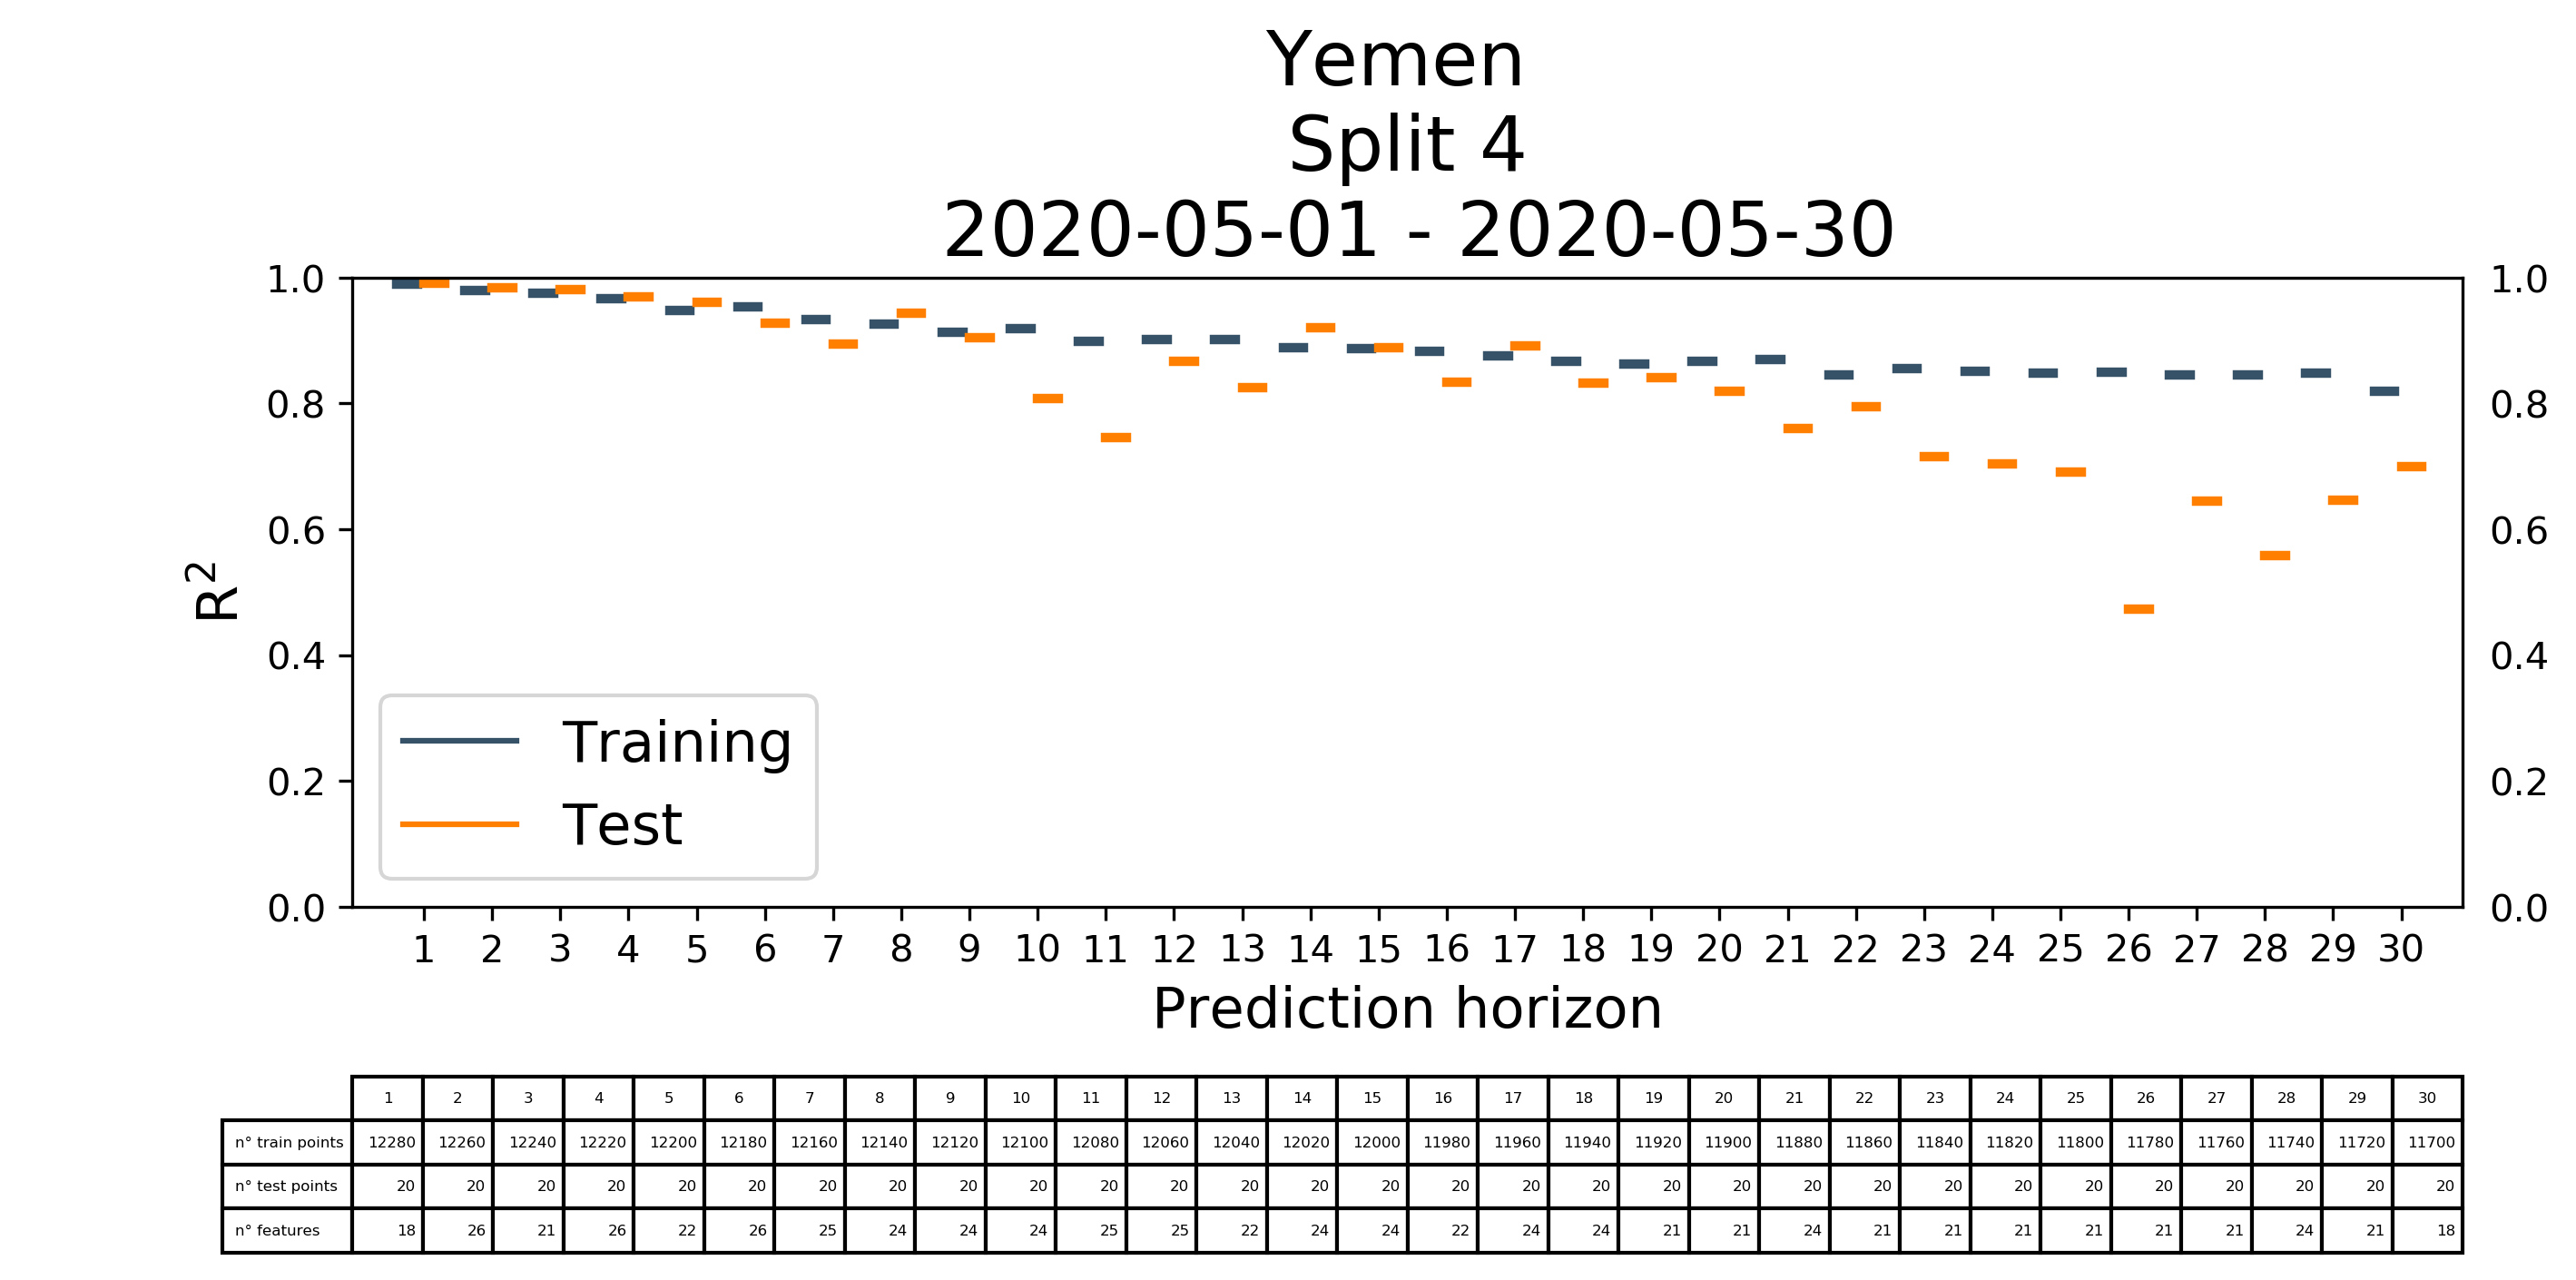 Yemen
Split 4
2020-05-01 - 2020-05-30
1.0 1.0
0.8 0.8
0.6 0.6
0.4 0.4
0.2 0.2
0.0 0.0
R²
Training
Test
1 2 3 4 5 6 7 8 9 10 11 12 13 14 15 16 17 18 19 20 21 22 23 24 25 26 27 28 29 30
Prediction horizon
1 2 3 4 5 6 7 8 9 10 11 12 13 14 15 16 17 18 19 20 21 22 23 24 25 26 27 28 29 30
n° train points 12280 12260 12240 12220 12200 12180 12160 12140 12120 12100 12080 12060 12040 12020 12000 11980 11960 11940 11920 11900 11880 11860 11840 11820 11800 11780 11760 11740 11720 11700
n° test points 20 20 20 20 20 20 20 20 20 20 20 20 20 20 20 20 20 20 20 20 20 20 20 20 20 20 20 20 20 20
n° features 18 26 21 26 22 26 25 24 24 24 25 25 22 24 24 22 24 24 21 21 24 21 21 21 21 21 21 24 21 18